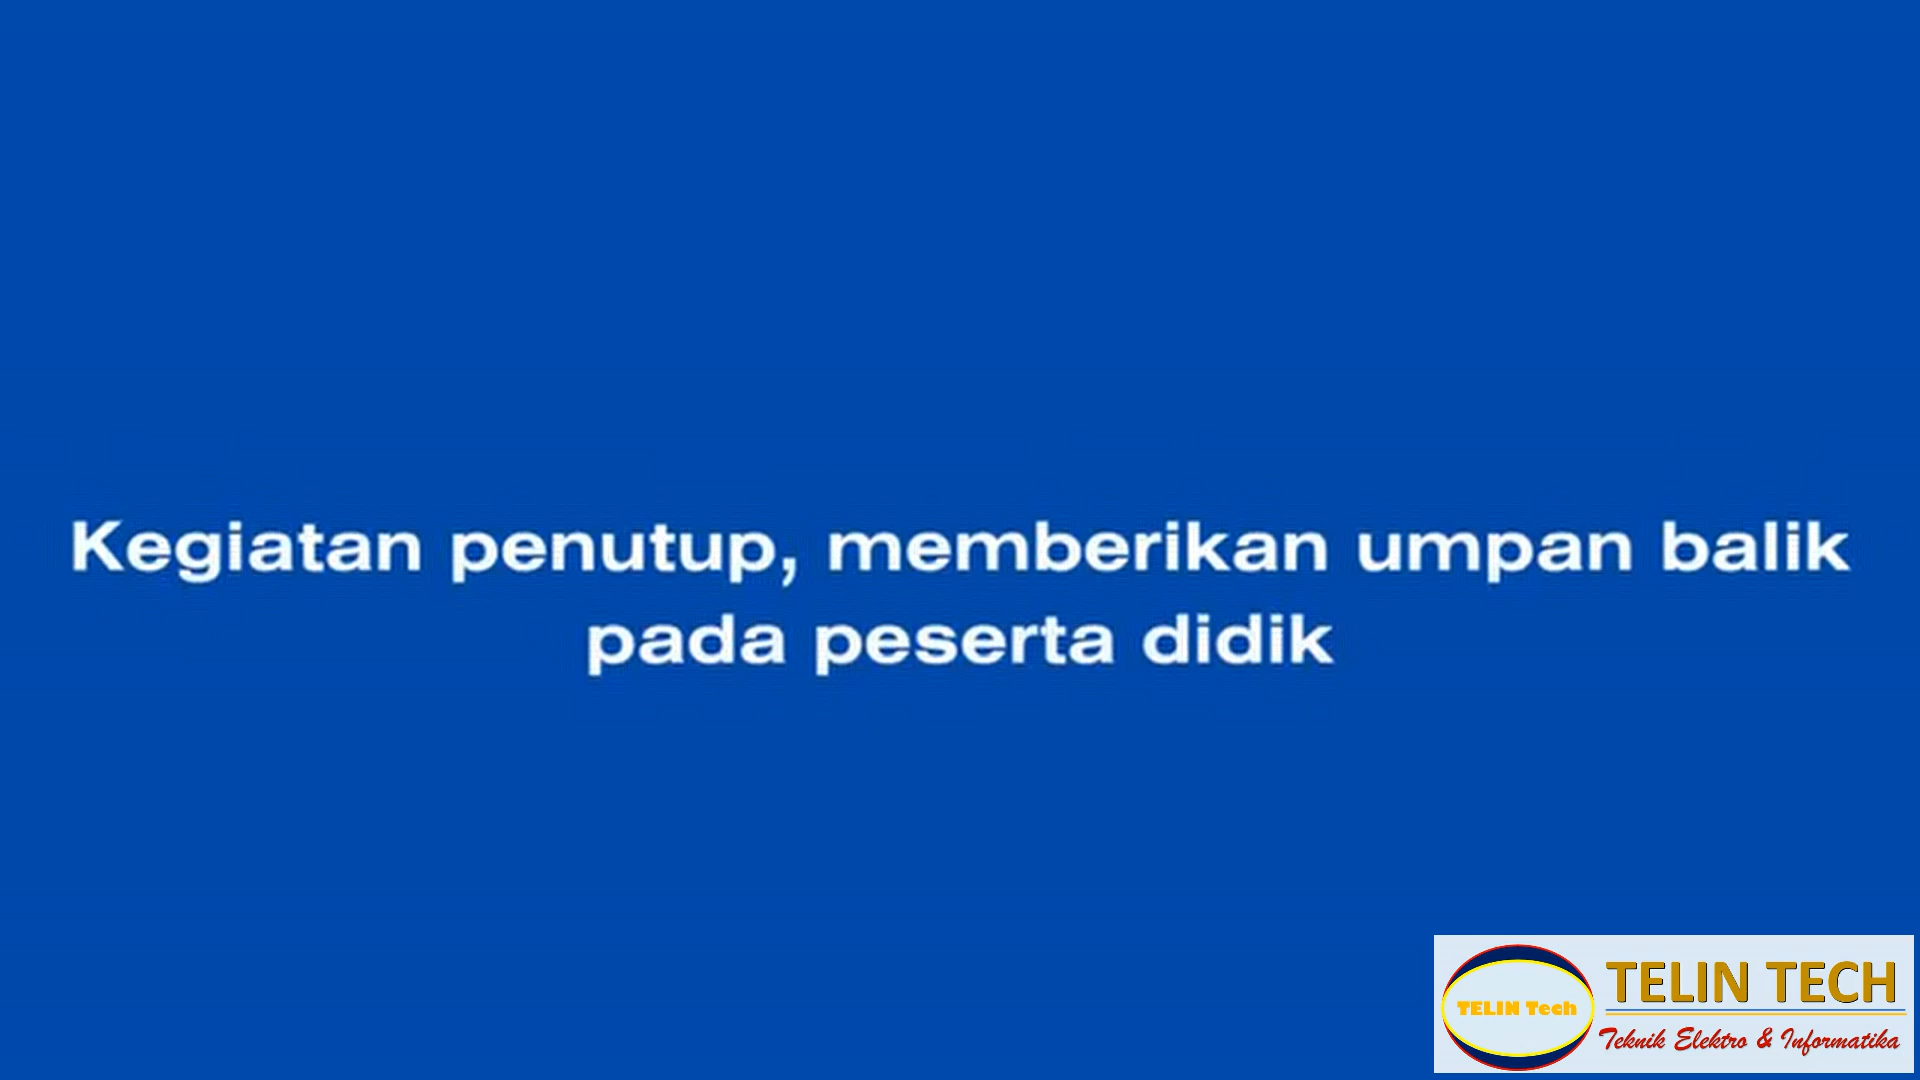 Kegiatan penutup, memberikan umpan balik
pada peserta didik
TELIN Tech
TELIN TECH
Teknik Elektro & Informatika